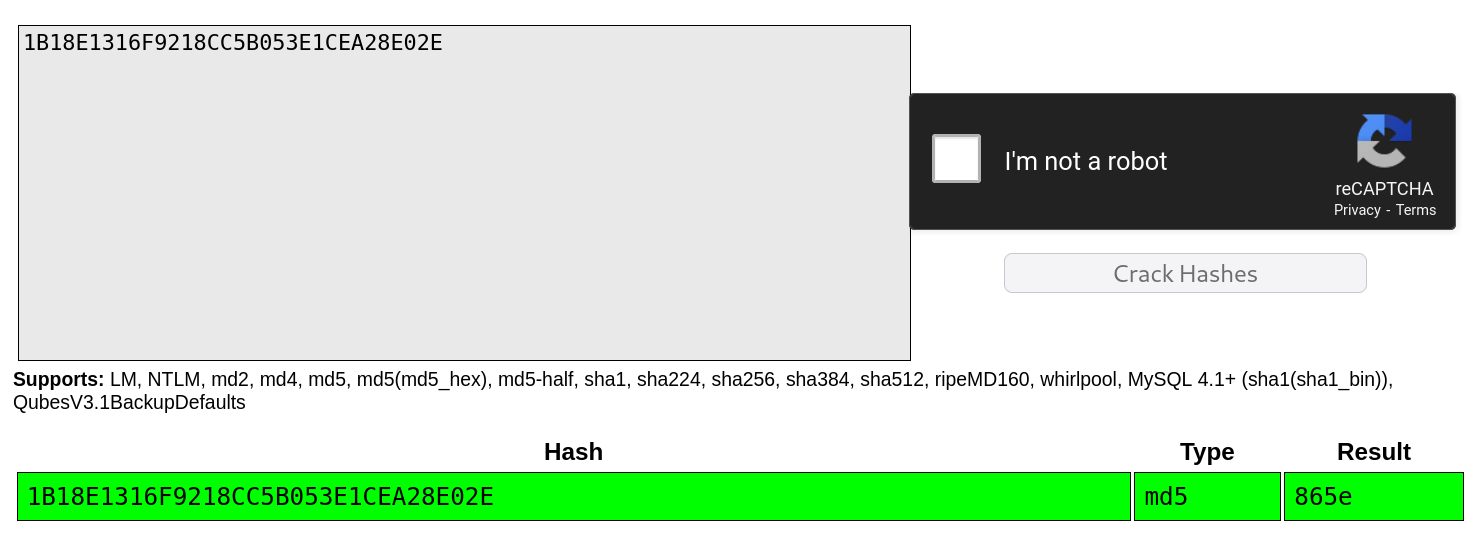 1B18E1316F9218CC5B053E1CEA28E02E
I'm not a robot
reCAPTCHA
Privacy - Terms
Crack Hashes
Supports: LM, NTLM, md2, md4, md5, md5(md5_hex), md5-half, sha1, sha224, sha256, sha384, sha512, ripeMD160, whirlpool, MySQL 4.1+ (sha1(sha1_bin)),
QubesV3.1BackupDefaults
Hash Type Result
1B18E1316F9218CC5B053E1CEA28E02E md5 865e